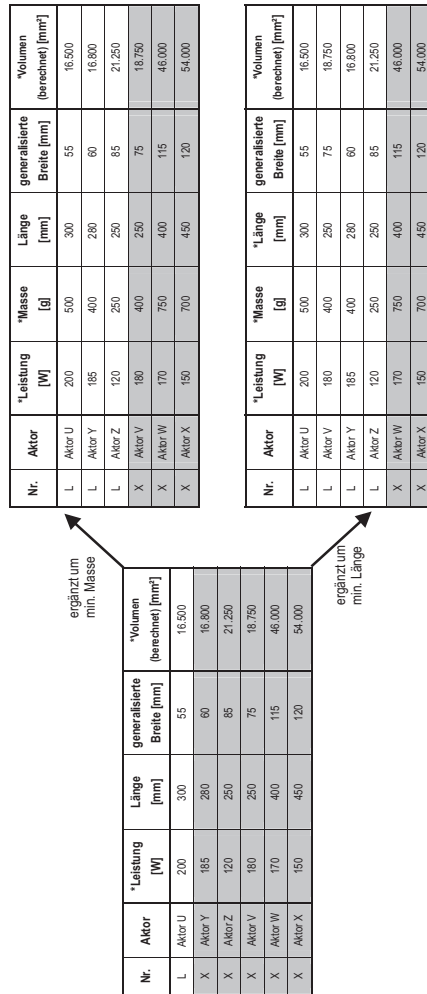 Nr. Aktor *Leistung [W] Länge [mm] generalisierte Breite [mm] *Volumen (berechnet) [mm²]
L Aktor U 200 300 55 16.500
X Aktor Y 185 280 60 16.800
X Aktor Z 120 250 85 21.250
X Aktor V 180 250 75 18.750
X Aktor W 170 400 115 46.000
X Aktor X 150 450 120 54.000
ergänzt um
min. Masse
Nr. Aktor *Leistung [W] *Masse [g] Länge [mm] generalisierte Breite [mm] *Volumen (berechnet) [mm²]
L Aktor U 200 500 300 55 16.500
L Aktor Y 185 400 280 60 16.800
L Aktor Z 120 250 250 85 21.250
X Aktor V 180 400 250 75 18.750
X Aktor W 170 750 400 115 46.000
X Aktor X 150 700 450 120 54.000
ergänzt um
min. Länge
Nr. Aktor *Leistung [W] *Masse [g] *Länge [mm] generalisierte Breite [mm] *Volumen (berechnet) [mm²]
L Aktor U 200 500 300 55 16.500
L Aktor V 180 400 250 75 18.750
L Aktor Y 185 400 280 60 16.800
L Aktor Z 120 250 250 85 21.250
X Aktor W 170 750 400 115 46.000
X Aktor X 150 700 450 120 54.000